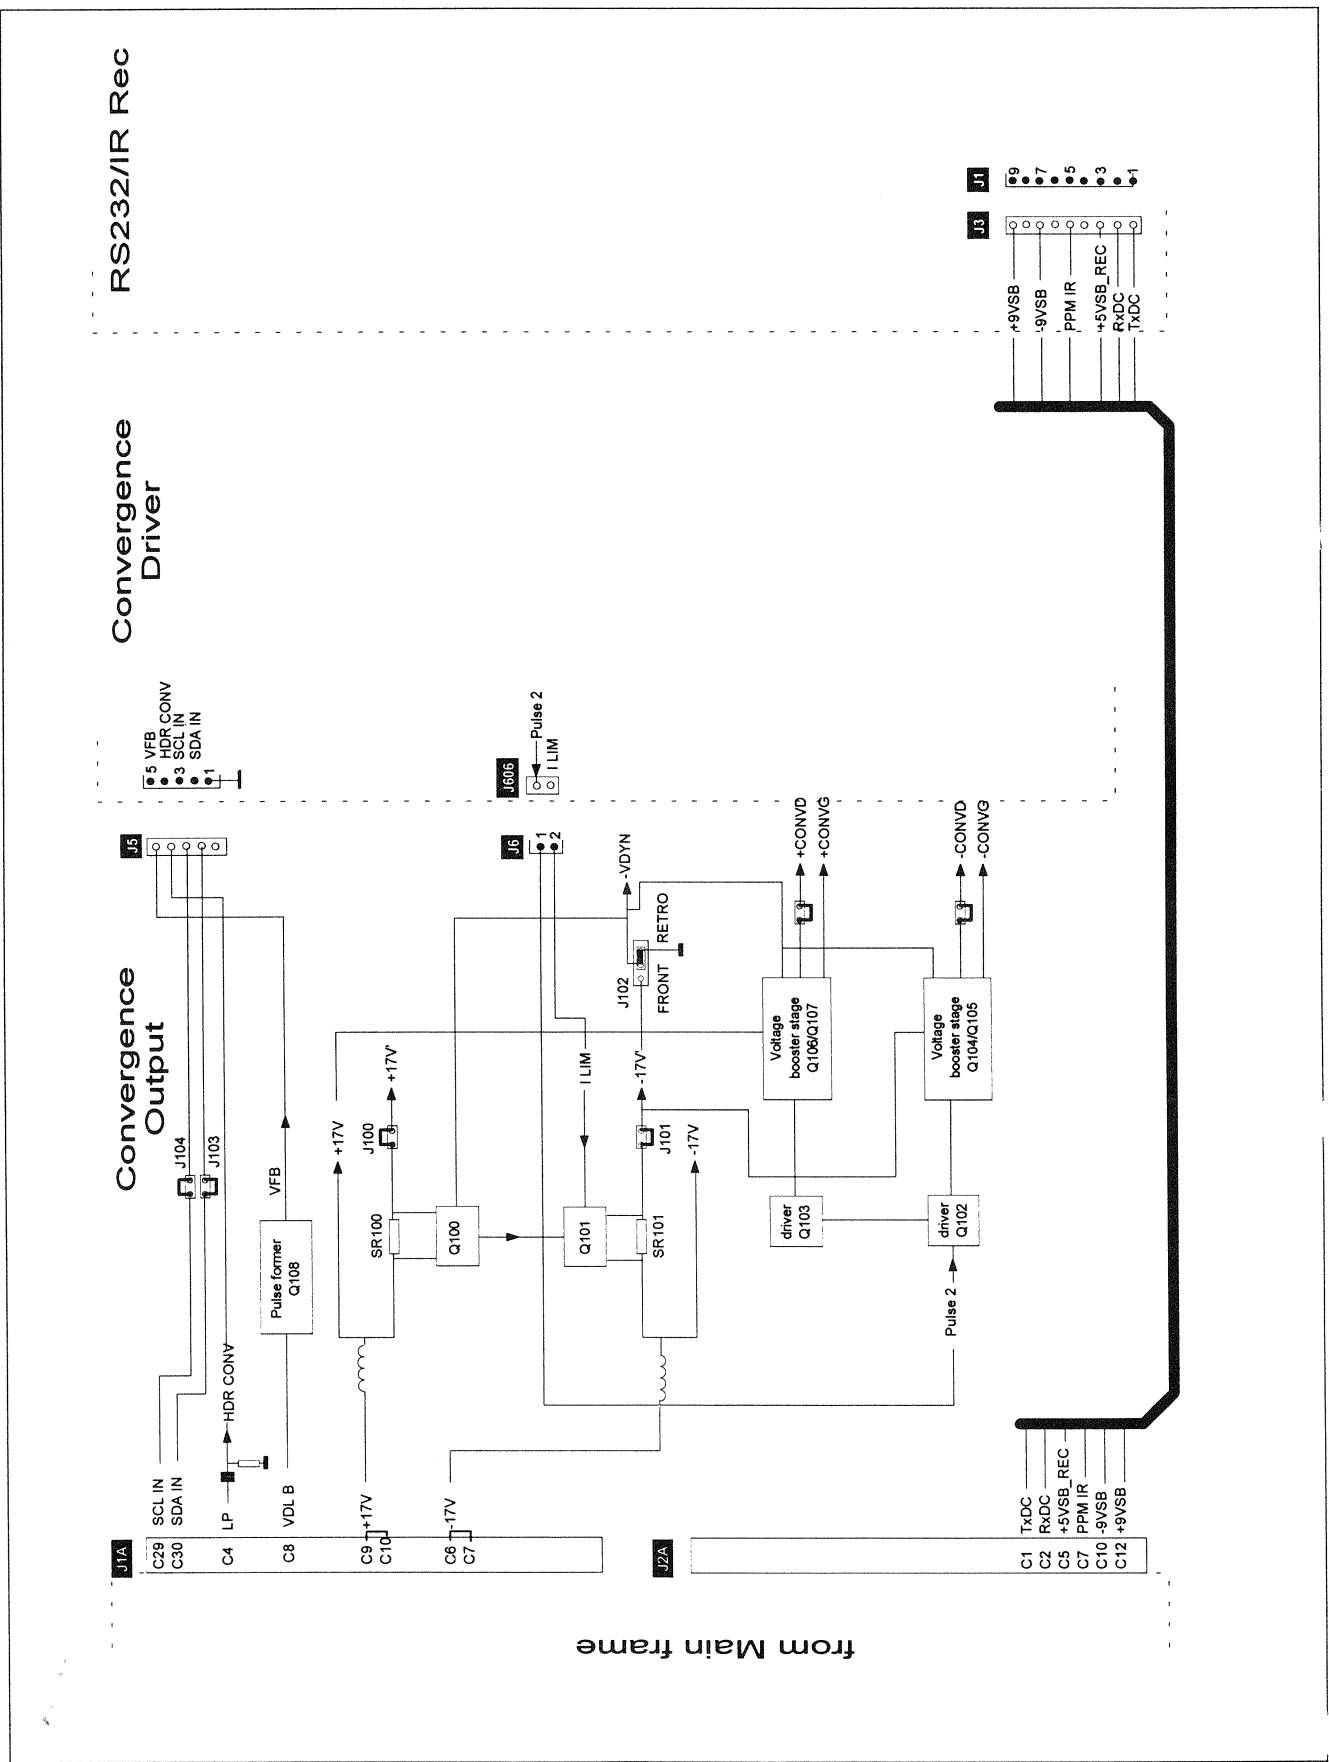 from Main frame
Convergence
Output
Convergence
Driver
RS232/IR Rec
J1A
C29 SCL IN
C30 SDA IN
C4 LP
HDR CONV
C8 VDL B
C9 +17V
C10
C6 -17V
C7
J104
J103
J5
5 VFB
HDR CONV
3 SCL IN
SDA IN
1
Pulse former
Q108
VFB
+17V
SR100
J100
+17V'
Q100
J6
1
2
J606
Pulse 2
I LIM
I LIM
Q101
SR101
J101
-17V'
-17V
J102
FRONT
RETRO
-VDYN
driver
Q103
Voltage
booster stage
Q106/Q107
+CONVD
+CONVG
Pulse 2
driver
Q102
Voltage
booster stage
Q104/Q105
-CONVD
-CONVG
J2A
C1 TxDC
C2 RxDC
C5 +5VSB_REC
C7 PPM IR
C10 -9VSB
C12 +9VSB
J3
J1
+9VSB
-9VSB
PPM IR
+5VSB_REC
RxDC
TxDC
9
7
5
3
1